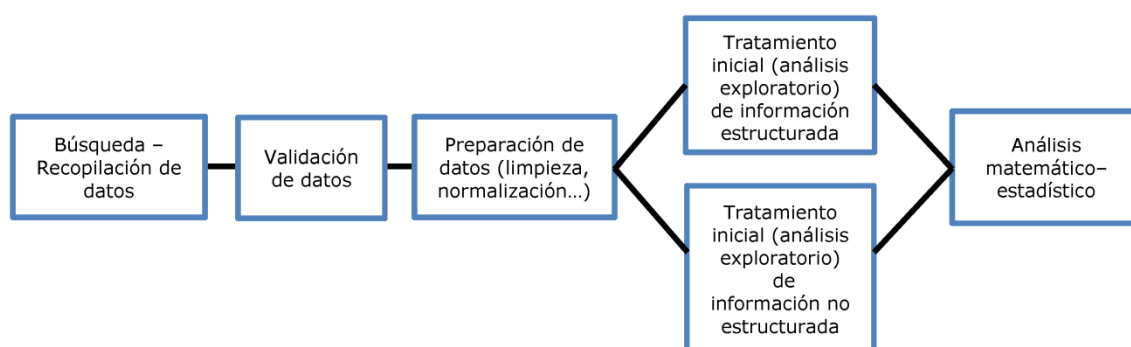 Búsqueda –
Recopilación de
datos
Validación
de datos
Preparación de
datos (limpieza,
normalización…)
Tratamiento
inicial (análisis
exploratorio)
de información
estructurada
Tratamiento
inicial (análisis
exploratorio)
de
información no
estructurada
Análisis
matemático–
estadístico